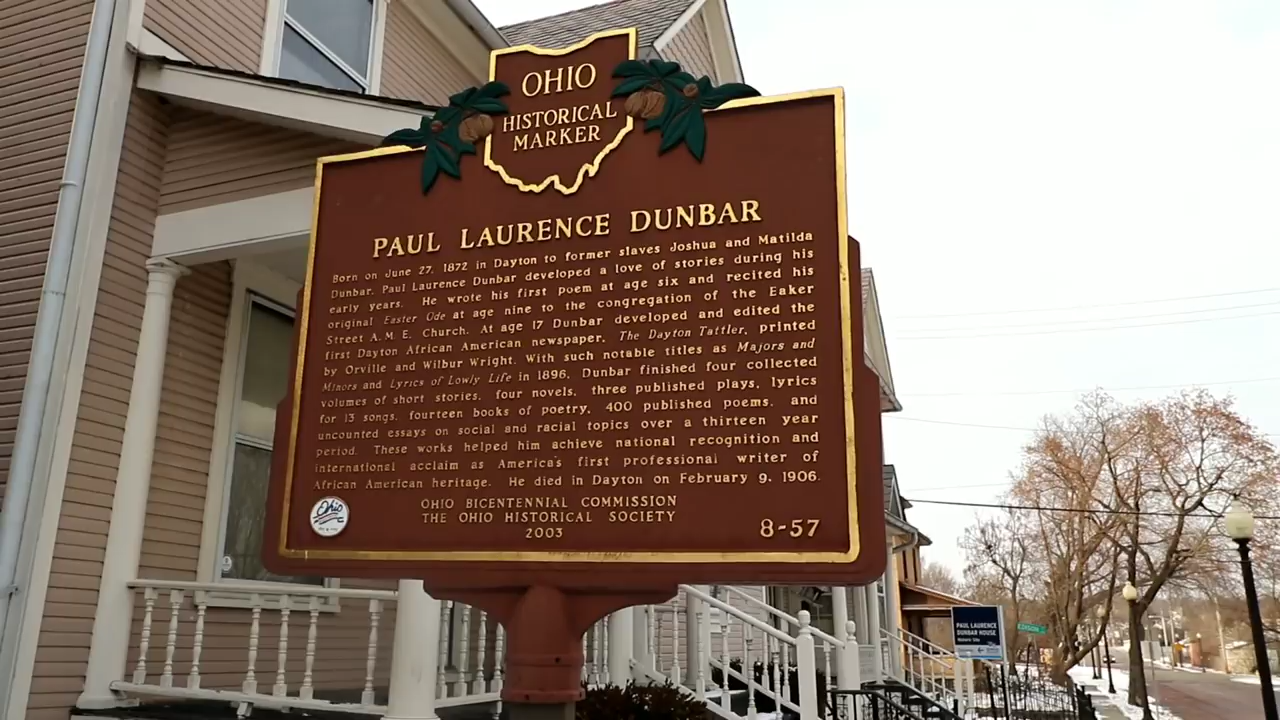 OHIO
HISTORICAL
MARKER
PAUL LAURENCE DUNBAR
Born on June 27, 1872 in Dayton to former slaves Joshua and Matilda
Dunbar, Paul Laurence Dunbar developed a love of stories during his
early years. He wrote his first poem at age six and recited his
original Easter Ode at age nine to the congregation of the Eaker
Street A.M.E. Church. At age 17 Dunbar developed and edited the
first Dayton African American newspaper, The Dayton Tattler, printed
by Orville and Wilbur Wright. With such notable titles as Majors and
Minors and Lyrics of Lowly Life in 1896, Dunbar finished four collected
volumes of short stories, four novels, three published plays, lyrics
for 13 songs, fourteen books of poetry, 400 published poems, and
uncounted essays on social and racial topics over a thirteen year
period. These works helped him achieve national recognition and
international acclaim as America's first professional writer of
African American heritage. He died in Dayton on February 9, 1906.
OHIO BICENTENNIAL COMMISSION
THE OHIO HISTORICAL SOCIETY
2003
8-57
Ohio
PAUL LAURENCE
DUNBAR HOUSE
Historic Site
EDISON